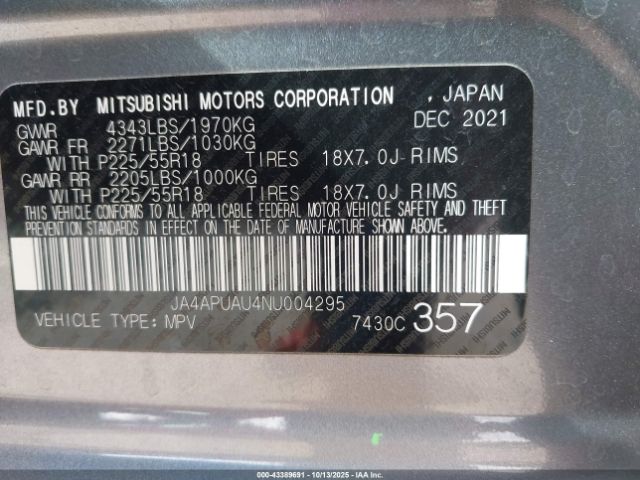 MFD.BY MITSUBISHI MOTORS CORPORATION , JAPAN
GWR 4343LBS/1970KG DEC 2021
GAWR FR 2271LBS/1030KG
WITH P225/55R18 TIRES 18X7.0J RIMS
GAWR RR 2205LBS/1000KG
WITH P225/55R18 TIRES 18X7.0J RIMS
THIS VEHICLE CONFORMS TO ALL APPLICABLE FEDERAL MOTOR VEHICLE SAFETY AND THEFT
PREVENTION STANDARDS IN EFFECT ON THE DATE OF MANUFACTURE SHOWN ABOVE.
JA4APUAU4NU004295
VEHICLE TYPE: MPV 7430C 357
000-43389691 - 10/13/2025 - IAA, Inc.